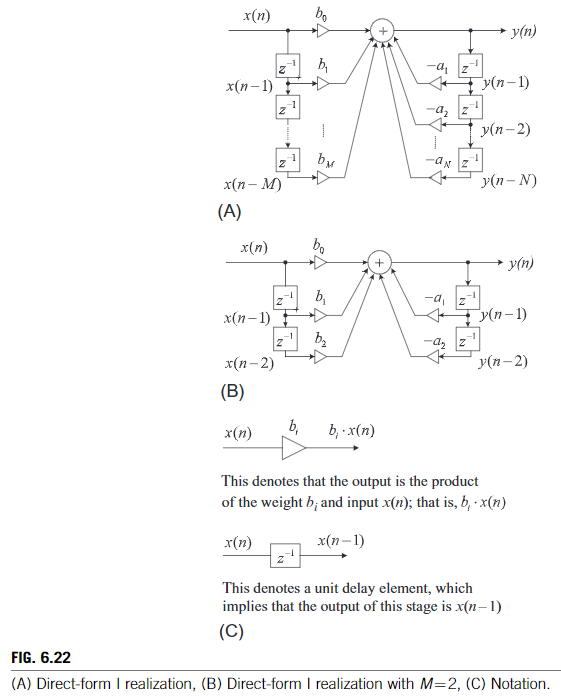 x(n) b₀ + y(n)
z⁻¹ b₁ −a₁ z⁻¹
x(n−1) y(n−1)
z⁻¹ −a₂ z⁻¹
y(n−2)
z⁻¹ b_M −a_N z⁻¹
x(n−M) y(n−N)
(A)
x(n) b₀ + y(n)
z⁻¹ b₁ −a₁ z⁻¹
x(n−1) y(n−1)
z⁻¹ b₂ −a₂ z⁻¹
x(n−2) y(n−2)
(B)
x(n) bᵢ bᵢ · x(n)
This denotes that the output is the product
of the weight bᵢ and input x(n); that is, bᵢ · x(n)
x(n) z⁻¹ x(n−1)
This denotes a unit delay element, which
implies that the output of this stage is x(n−1)
(C)
FIG. 6.22
(A) Direct-form I realization, (B) Direct-form I realization with M=2, (C) Notation.